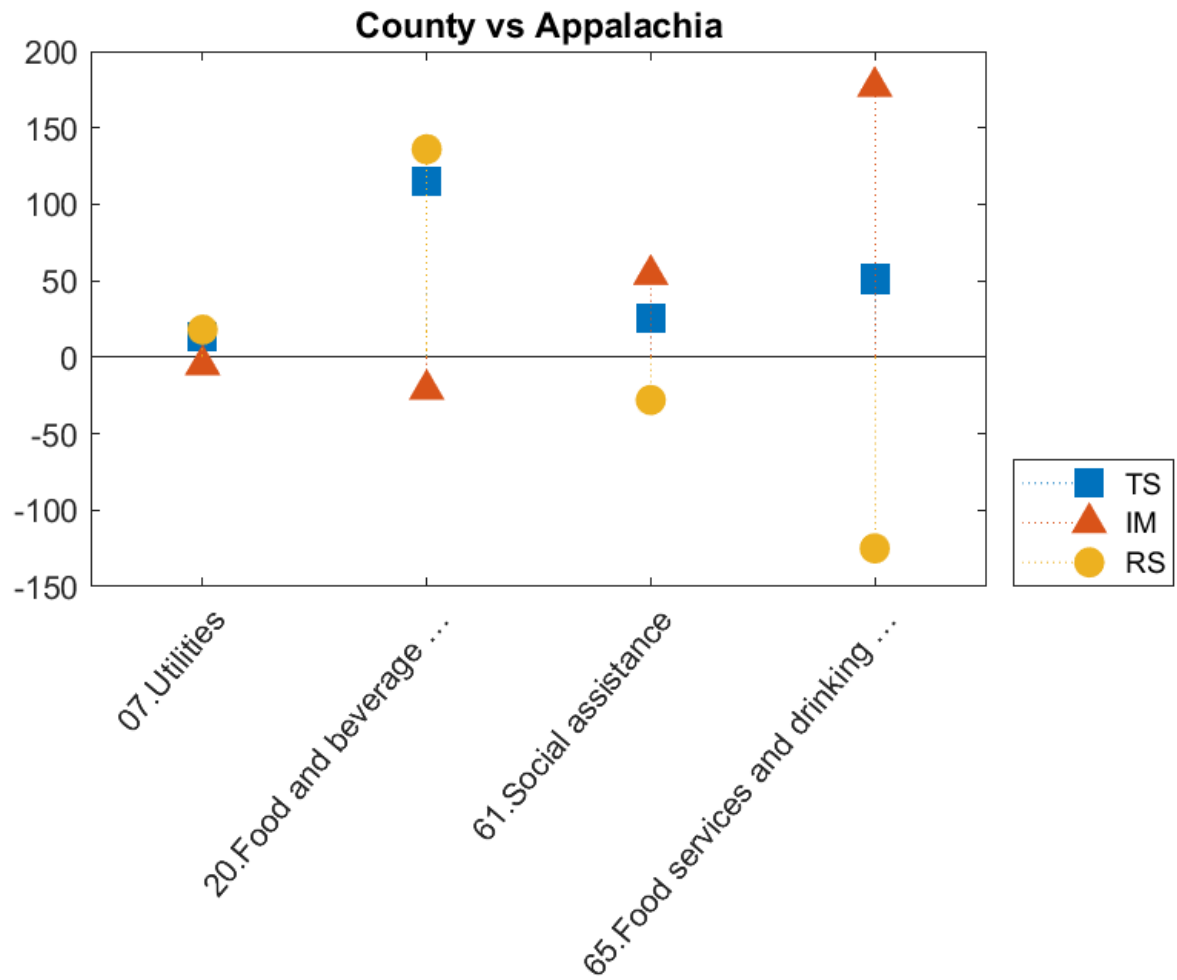 County vs Appalachia
200
150
100
50
0
-50
-100
-150
07.Utilities
20.Food and beverage ...
61.Social assistance
65.Food services and drinking ...
TS
IM
RS